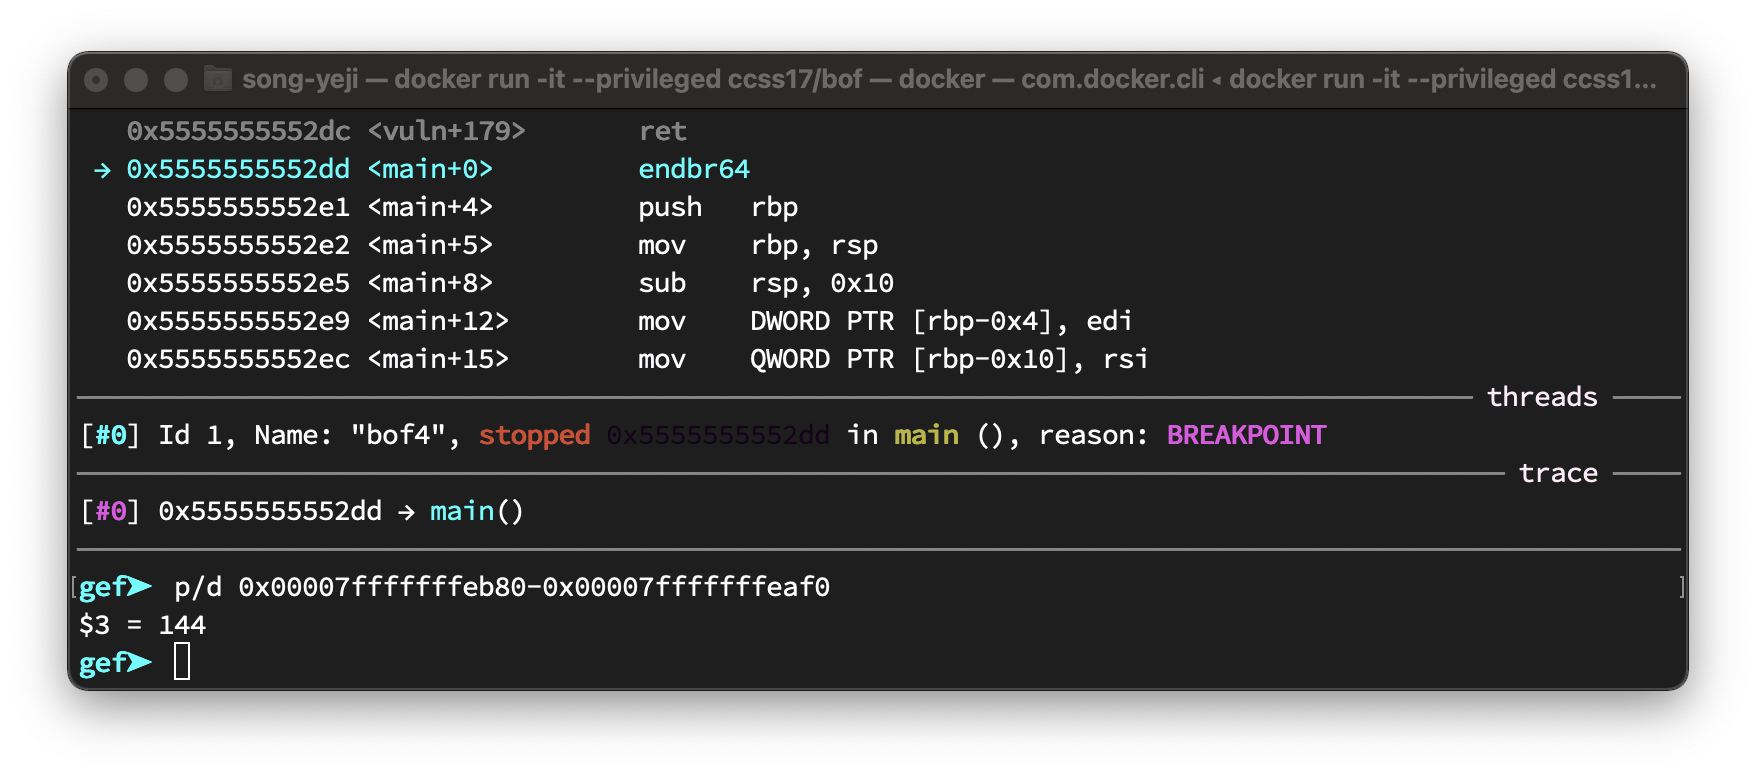 song-yeji — docker run -it --privileged ccss17/bof — docker — com.docker.cli ◂ docker run -it --privileged ccss1...
0x5555555552dc <vuln+179> ret
→ 0x5555555552dd <main+0> endbr64
0x5555555552e1 <main+4> push rbp
0x5555555552e2 <main+5> mov rbp, rsp
0x5555555552e5 <main+8> sub rsp, 0x10
0x5555555552e9 <main+12> mov DWORD PTR [rbp-0x4], edi
0x5555555552ec <main+15> mov QWORD PTR [rbp-0x10], rsi
threads
[#0] Id 1, Name: "bof4", stopped 0x5555555552dd in main (), reason: BREAKPOINT
trace
[#0] 0x5555555552dd → main()
[gef➤ p/d 0x00007fffffffeb80-0x00007fffffffeaf0 ]
$3 = 144
gef➤